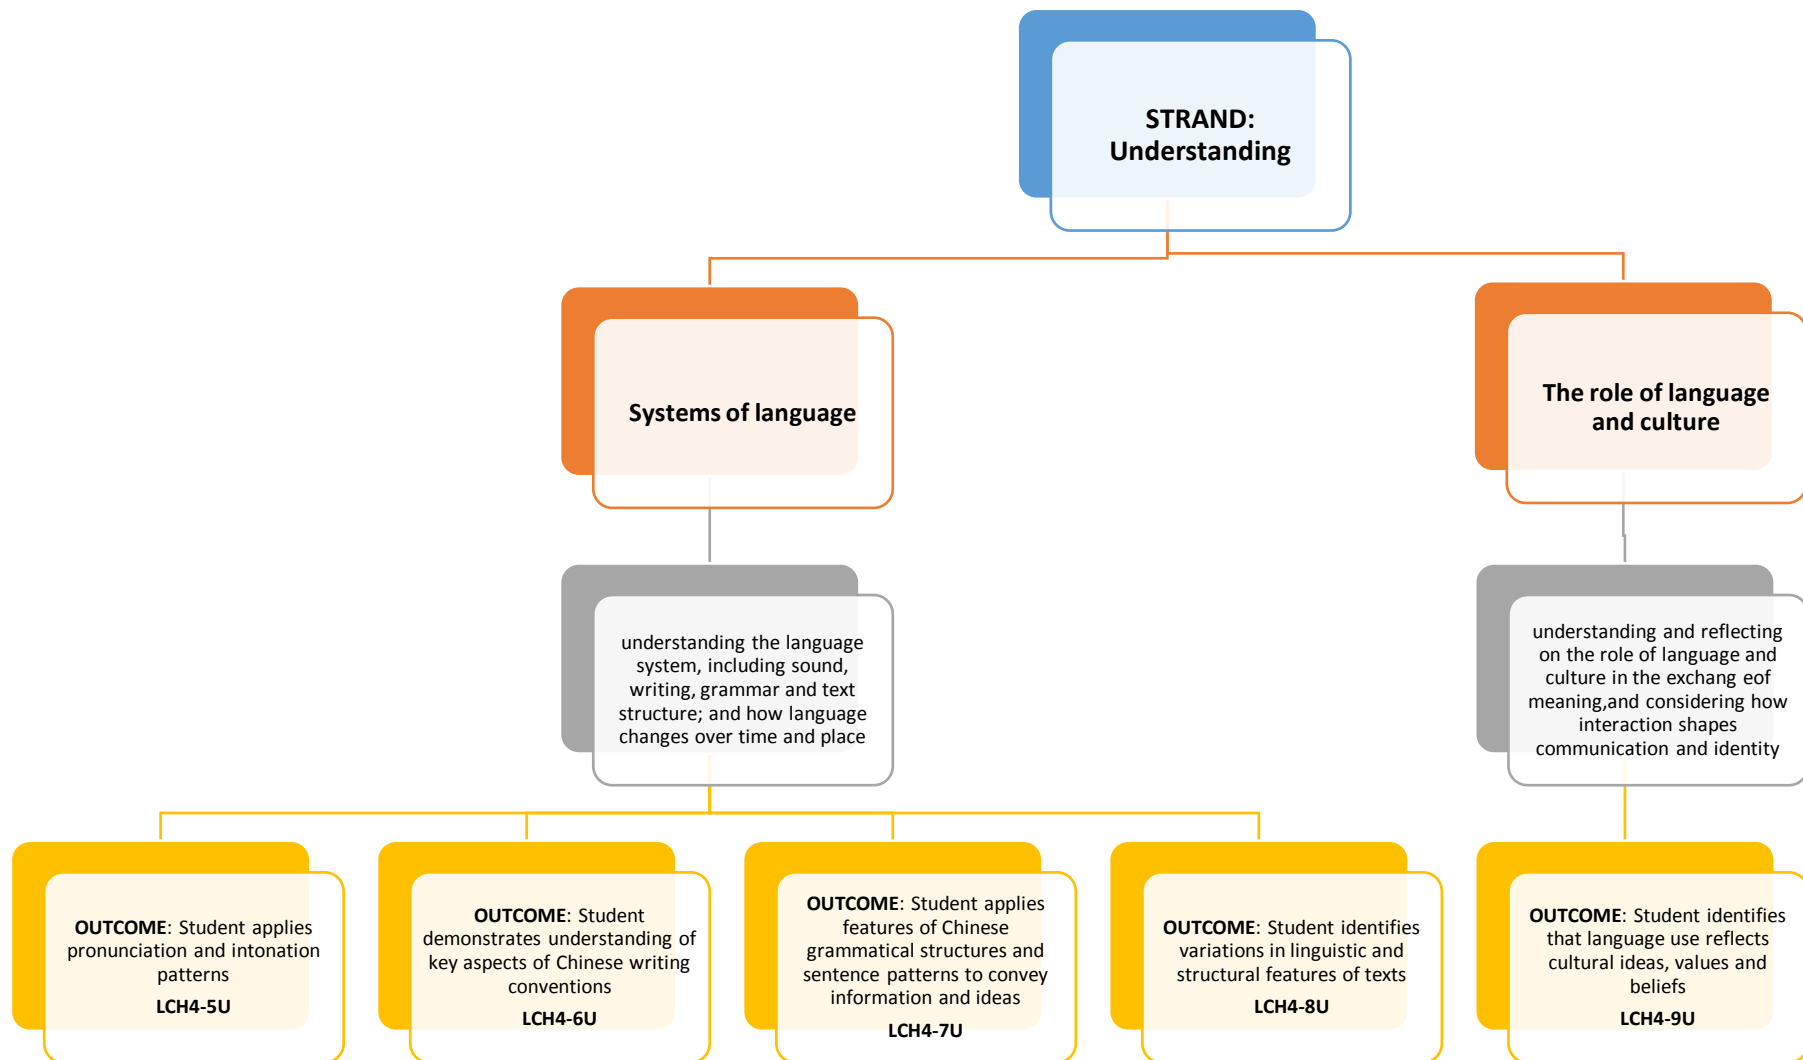 STRAND:
Understanding
Systems of language
The role of language
and culture
understanding the language
system, including sound,
writing, grammar and text
structure; and how language
changes over time and place
understanding and reflecting
on the role of language and
culture in the exchang eof
meaning,and considering how
interaction shapes
communication and identity
OUTCOME: Student applies
pronunciation and intonation
patterns
LCH4-5U
OUTCOME: Student
demonstrates understanding of
key aspects of Chinese writing
conventions
LCH4-6U
OUTCOME: Student applies
features of Chinese
grammatical structures and
sentence patterns to convey
information and ideas
LCH4-7U
OUTCOME: Student identifies
variations in linguistic and
structural features of texts
LCH4-8U
OUTCOME: Student identifies
that language use reflects
cultural ideas, values and
beliefs
LCH4-9U